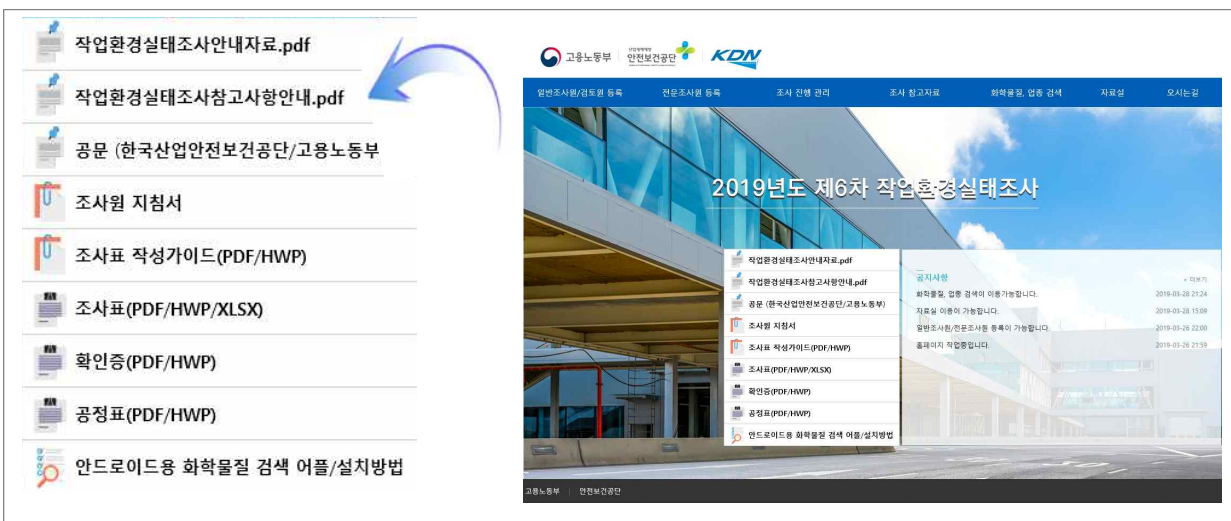 작업환경실태조사안내자료.pdf
작업환경실태조사참고사항안내.pdf
공문 (한국산업안전보건공단/고용노동부
조사원 지침서
조사표 작성가이드(PDF/HWP)
조사표(PDF/HWP/XLSX)
확인증(PDF/HWP)
공정표(PDF/HWP)
안드로이드용 화학물질 검색 어플/설치방법
고용노동부
안전보건공단
KDN
일반조사원/검토원 등록 전문조사원 등록 조사 진행 관리 조사 참고자료 화학물질, 업종 검색 자료실 오시는길
2019년도 제6차 작업환경실태조사
작업환경실태조사안내자료.pdf
작업환경실태조사참고사항안내.pdf
공문 (한국산업안전보건공단/고용노동부)
조사원 지침서
조사표 작성가이드(PDF/HWP)
조사표(PDF/HWP/XLSX)
확인증(PDF/HWP)
공정표(PDF/HWP)
안드로이드용 화학물질 검색 어플/설치방법
공지사항
+ 더보기
화학물질, 업종 검색이 이용가능합니다. 2019-03-28 21:24
자료실 이용이 가능합니다. 2019-03-28 15:09
일반조사원/전문조사원 등록이 가능합니다. 2019-03-26 22:00
홈페이지 작업중입니다. 2019-03-26 21:59
고용노동부 | 안전보건공단